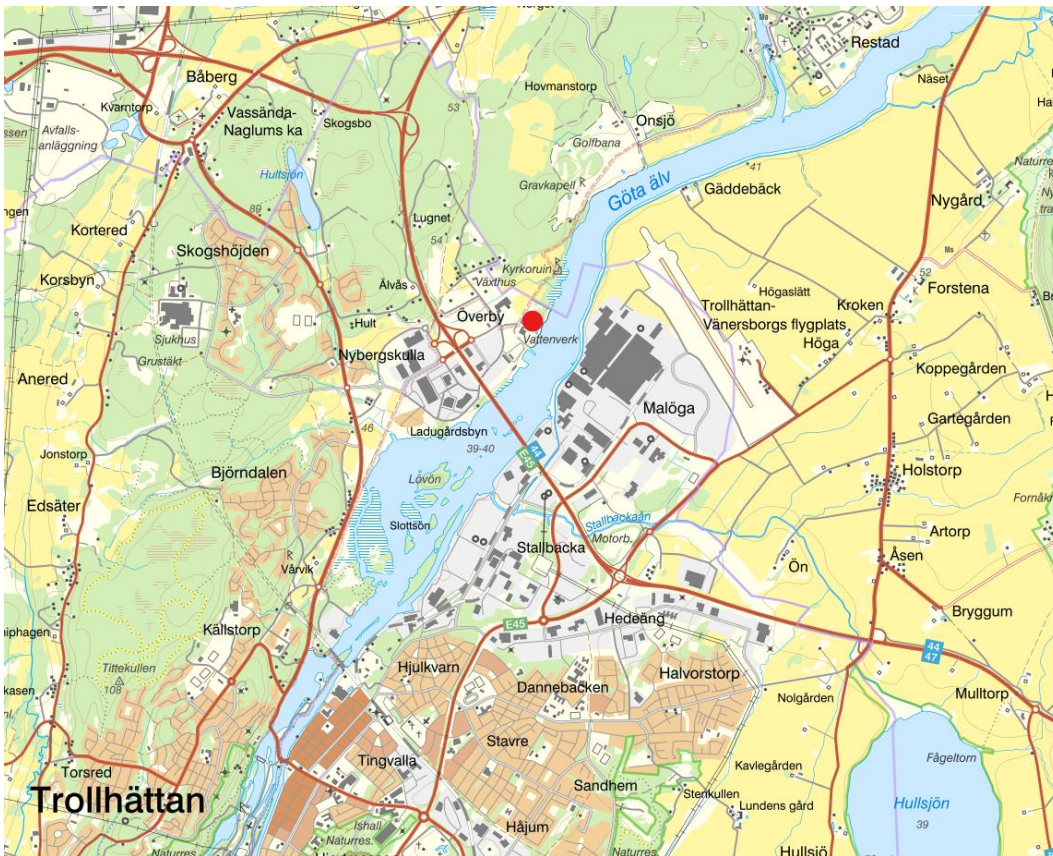 Norget
Ms
Restad
Båberg
Näset
Kvarntorp
Hovmanstorp
Vassända-
Naglums ka
53
Skogsbo
Onsjö
Avfalls-
anläggning
Golfbana
41
Hultsjön
Gravkapell
Göta älv
Gäddebäck
Nygård
89
Lugnet
Kortered
54
Ms
Skogshöjden
Kyrkoruin
Växthus
52
Korsbyn
Älvås
Högaslätt
Forstena
K
Trollhättan-
Vänersborgs flygplats
Kroken
Överby
Hult
Vattenverk
Höga
Sjukhus
Nybergskulla
Grustäkt
Koppegården
Anered
Malöga
Gartegården
46
Ladugårdsbyn
39-40
44
E45
Jonstorp
Björndalen
Holstorp
Lövön
Edsäter
Slottsön
Stallbackaån
Artorp
Motorb.
Stallbacka
Åsen
Ön
Vårvik
Bryggum
E45
Hedeäng
Källstorp
44
47
Tittekullen
108
Hjulkvarn
Halvorstorp
Dannebacken
Nolgården
Mulltorp
Stavre
Fågeltorn
Tingvalla
Torsred
Kavlegården
Sandhem
Trollhättan
Stenkullen
Lundens gård
Hullsjön
39
Ishall
Håjum
Naturres.
Hullsjö